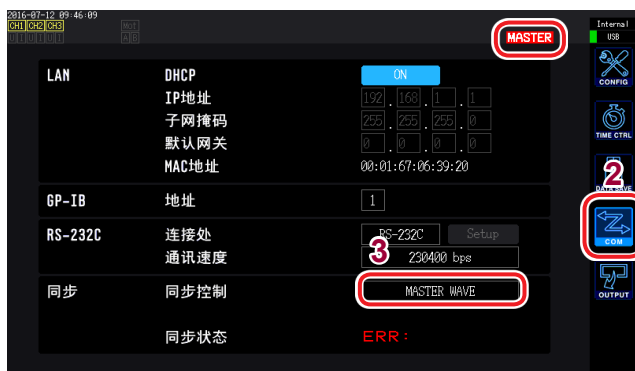 2016-07-12 09:46:09
CH1 CH2 CH3 Mot
U I U I U I A B
MASTER
Internal
USB
CONFIG
TIME CTRL
2
DATA SAVE
COM
OUTPUT
LAN DHCP ON
IP地址 192 . 168 . 1 . 1
子网掩码 255 . 255 . 255 . 0
默认网关 0 . 0 . 0 . 0
MAC地址 00:01:67:06:39:20
GP-IB 地址 1
RS-232C 连接处 RS-232C Setup
3
通讯速度 230400 bps
同步 同步控制 MASTER WAVE
同步状态 ERR: